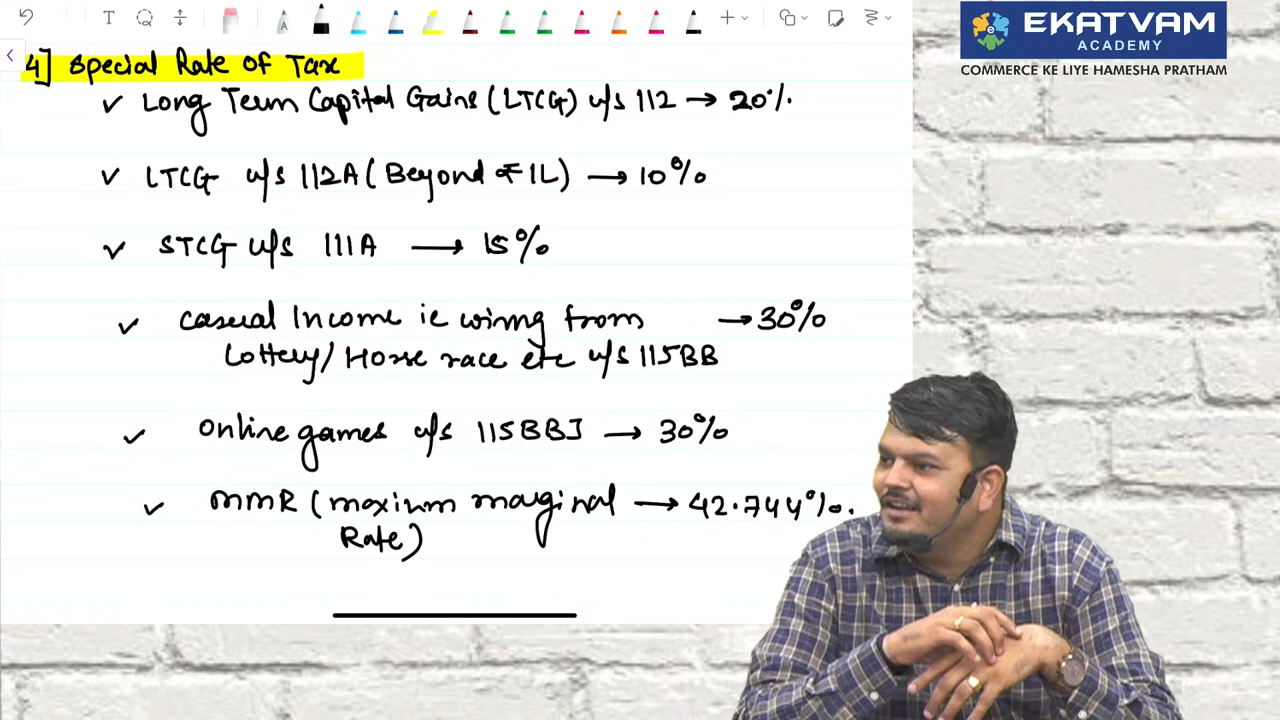 EKATVAM
ACADEMY
COMMERCE KE LIYE HAMESHA PRATHAM
4] Special Rate of Tax
✓ Long Term Capital Gains (LTCG) u/s 112 → 20%
✓ LTCG u/s 112A (Beyond ₹ 1L) → 10%
✓ STCG u/s 111A → 15%
✓ Casual Income ie wining from → 30%
Lottery/Horse race etc u/s 115BB
✓ Online games u/s 115BBJ → 30%
✓ MMR (maxium marginal → 42.744%.
Rate)